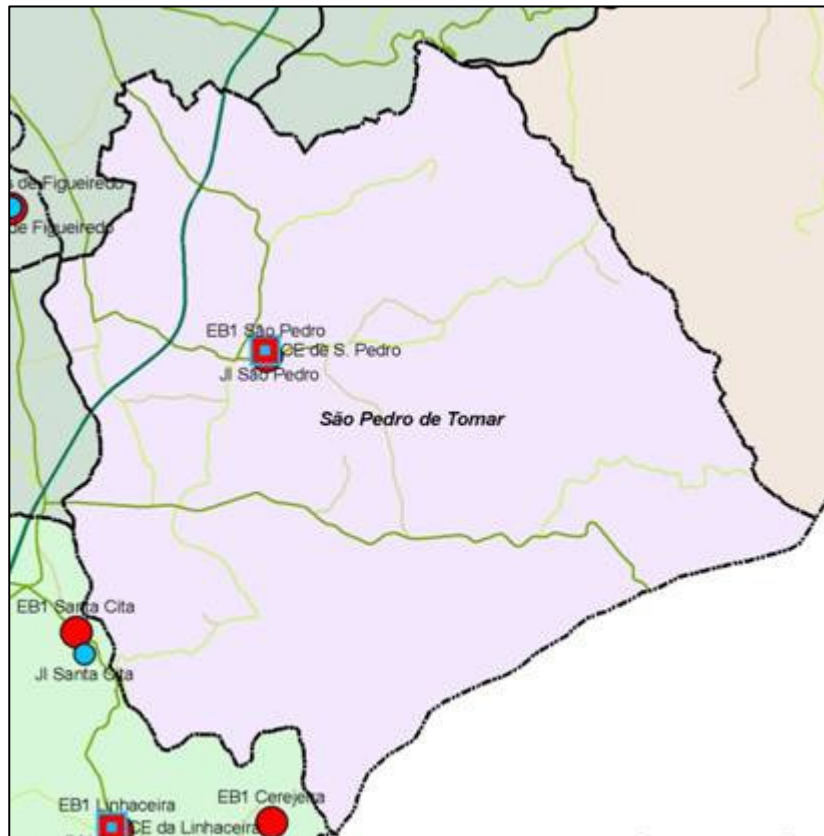 de Figueiredo
de Figueiredo
EB1 São Pedro
CE de S. Pedro
JI São Pedro
São Pedro de Tomar
EB1 Santa Cita
JI Santa Cita
EB1 Linhaceira
EB1 Cerejeira
CE da Linhaceira